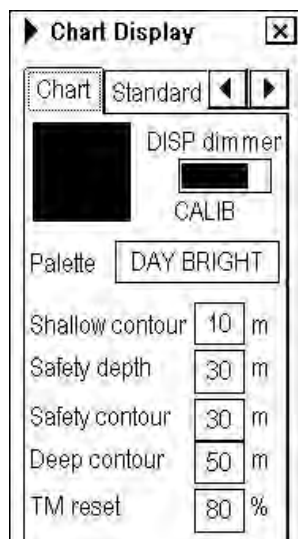 Chart Display
Chart Standard
DISP dimmer
CALIB
Palette DAY BRIGHT
Shallow contour 10 m
Safety depth 30 m
Safety contour 30 m
Deep contour 50 m
TM reset 80 %